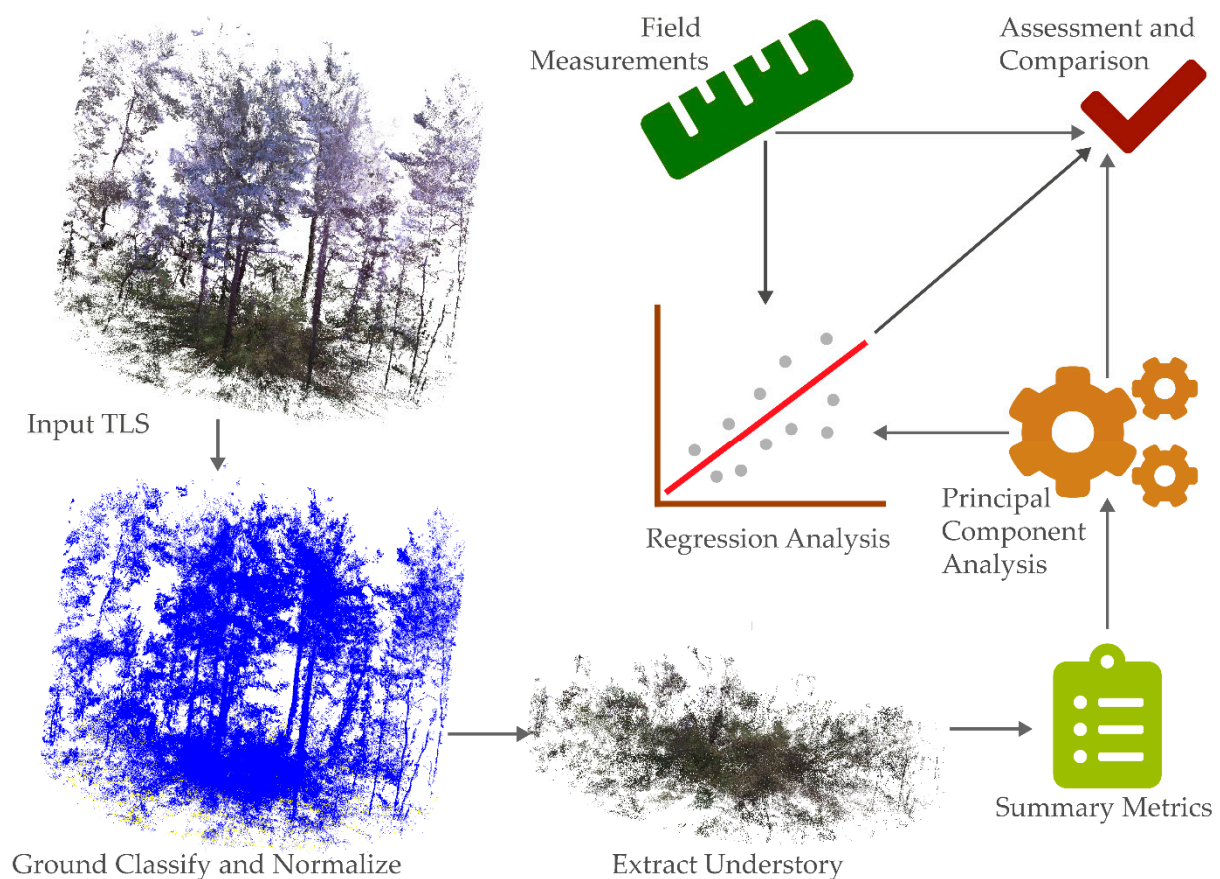 Field
Measurements
Assessment and
Comparison
Input TLS
Regression Analysis
Principal
Component
Analysis
Summary Metrics
Ground Classify and Normalize
Extract Understory